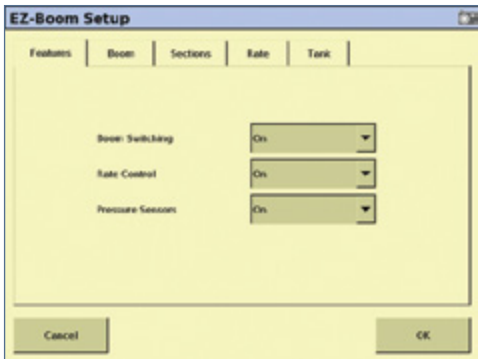 EZ-Boom Setup
Features Boom Sections Rate Tank
Boom Switching On
Rate Control On
Pressure Sensors On
Cancel OK